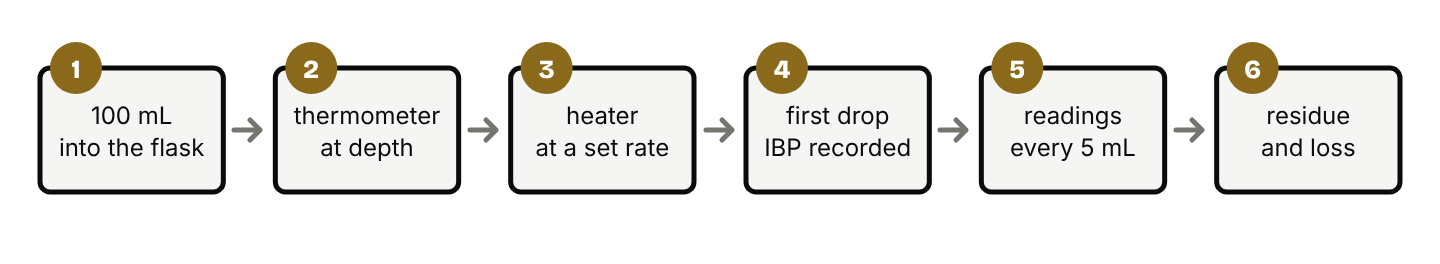 1
100 mL
into the flask
2
thermometer
at depth
3
heater
at a set rate
4
first drop
IBP recorded
5
readings
every 5 mL
6
residue
and loss